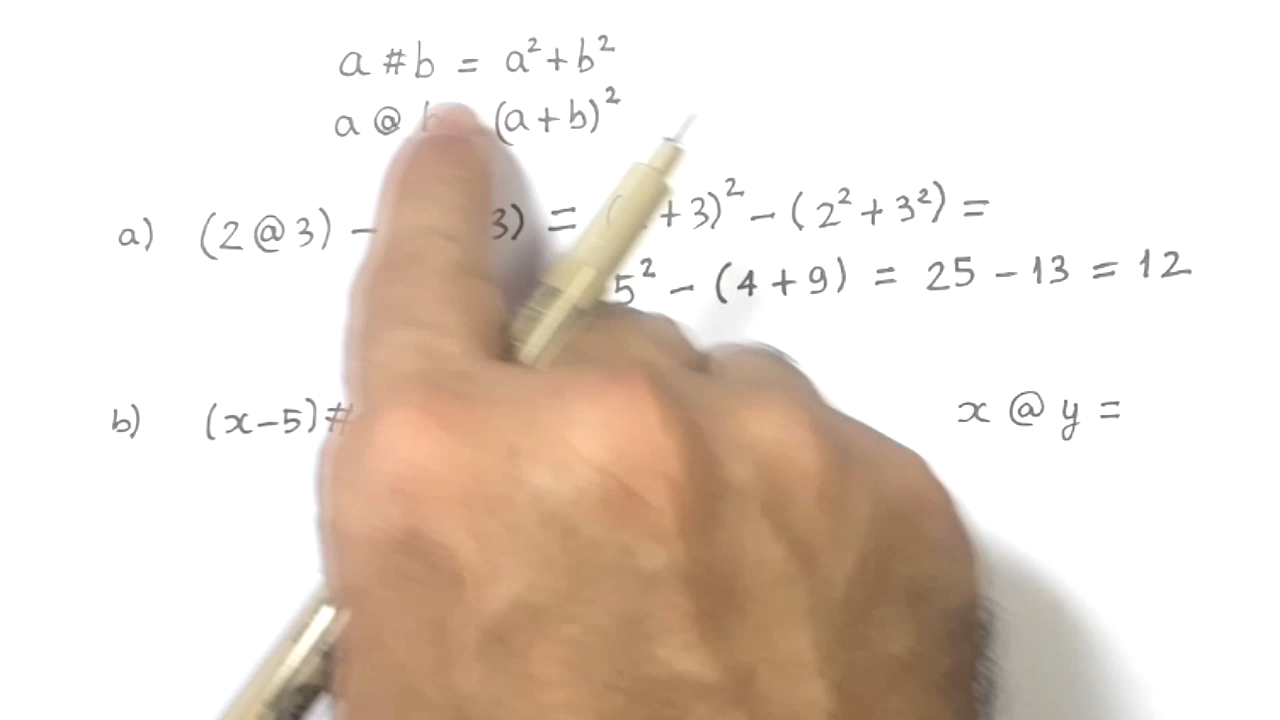 a # b = a² + b²
a @ (a + b)²
a) (2 @ 3) − 3) = ( + 3)² − (2² + 3²) =
5² − (4 + 9) = 25 − 13 = 12
b) (x − 5) # x @ y =